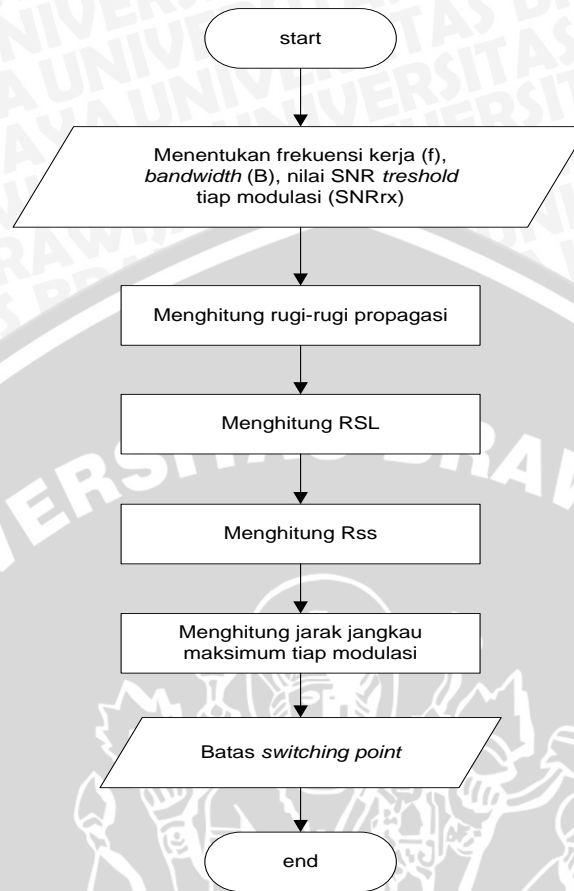 start
Menentukan frekuensi kerja (f),
bandwidth (B), nilai SNR treshold
tiap modulasi (SNRrx)
Menghitung rugi-rugi propagasi
Menghitung RSL
Menghitung Rss
Menghitung jarak jangkau
maksimum tiap modulasi
Batas switching point
end